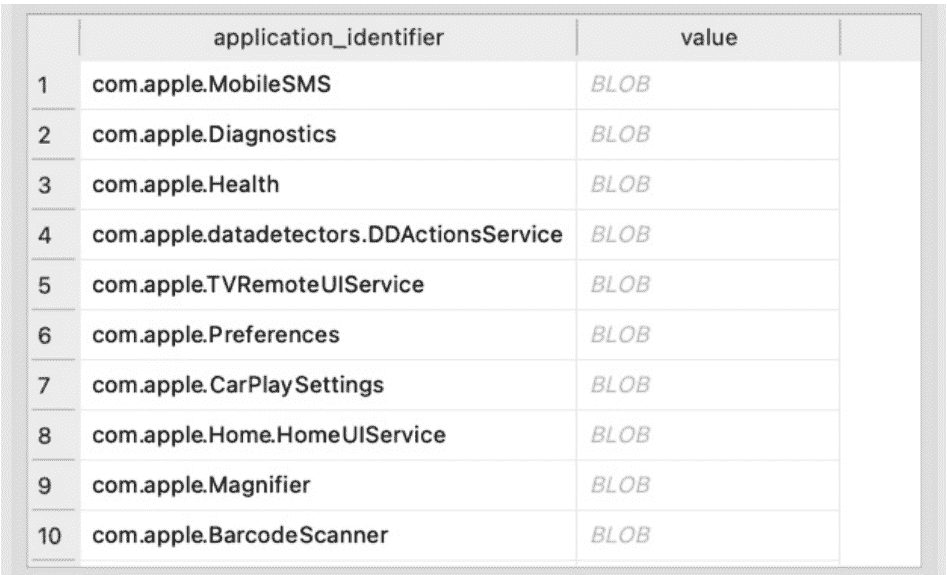 application_identifier value
1 com.apple.MobileSMS BLOB
2 com.apple.Diagnostics BLOB
3 com.apple.Health BLOB
4 com.apple.datadetectors.DDActionsService BLOB
5 com.apple.TVRemoteUIService BLOB
6 com.apple.Preferences BLOB
7 com.apple.CarPlaySettings BLOB
8 com.apple.Home.HomeUIService BLOB
9 com.apple.Magnifier BLOB
10 com.apple.BarcodeScanner BLOB